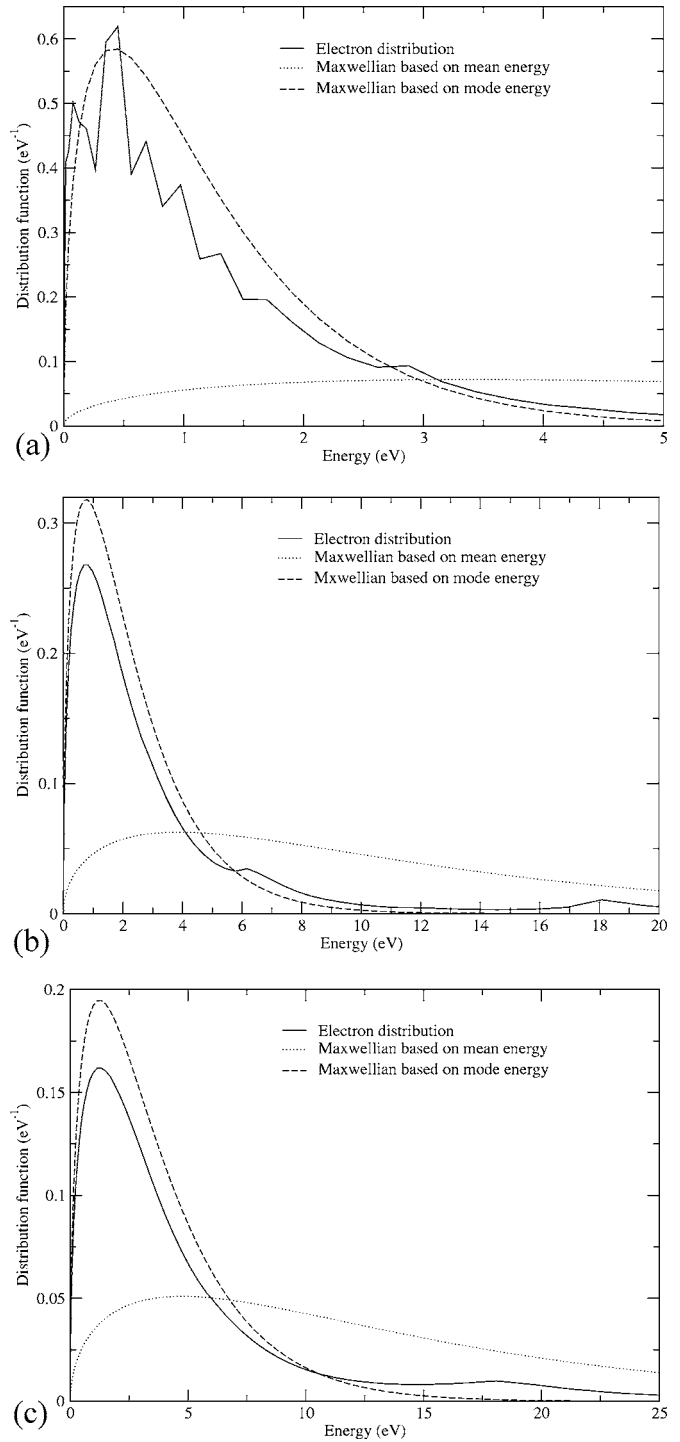 0.6
0.5
0.4
0.3
0.2
0.1
0
Distribution function (eV⁻¹)
Electron distribution
Maxwellian based on mean energy
Maxwellian based on mode energy
0 1 2 3 4 5
Energy (eV)
(a)
0.3
0.2
0.1
0
Distribution function (eV⁻¹)
Electron distribution
Maxwellian based on mean energy
Mxwellian based on mode energy
0 2 4 6 8 10 12 14 16 18 20
Energy (eV)
(b)
0.2
0.15
0.1
0.05
0
Distribution function (eV⁻¹)
Electron distribution
Maxwellian based on mean energy
Maxwellian based on mode energy
0 5 10 15 20 25
Energy (eV)
(c)